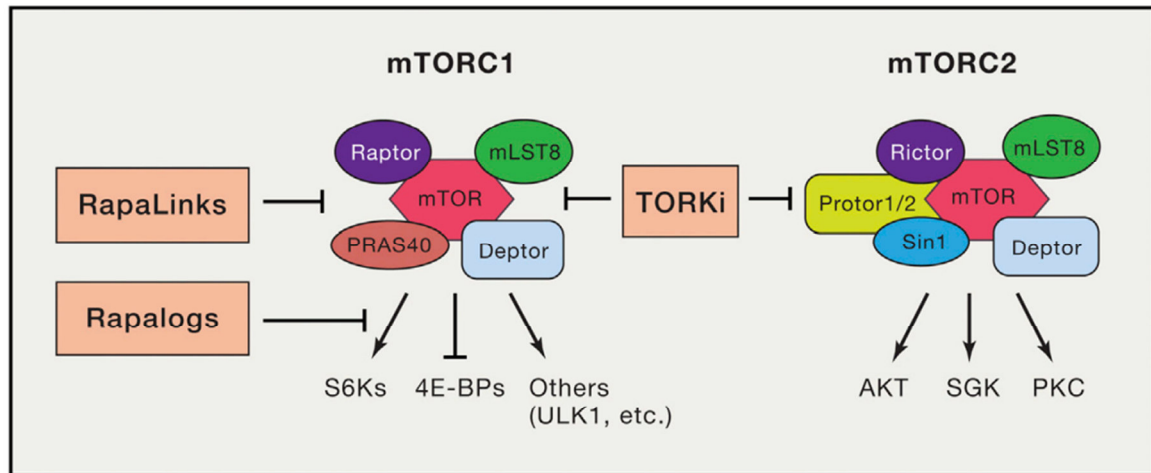 mTORC1
mTORC2
Raptor
mLST8
mTOR
PRAS40
Deptor
RapaLinks
Rapalogs
TORKi
Rictor
mLST8
Protor1/2
mTOR
Sin1
Deptor
S6Ks
4E-BPs
Others
(ULK1, etc.)
AKT
SGK
PKC